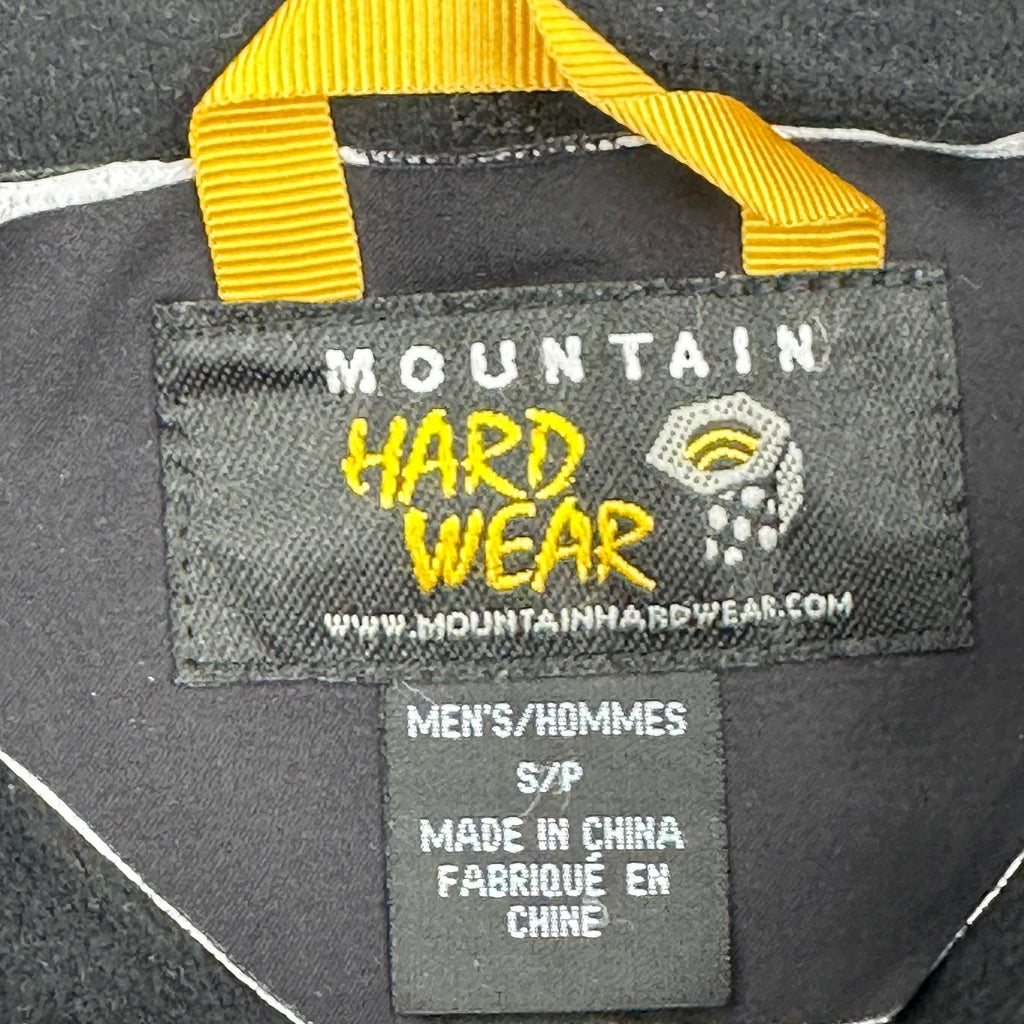 MOUNTAIN
HARD
WEAR
WWW.MOUNTAINHARDWEAR.COM
MEN'S/HOMMES
S/P
MADE IN CHINA
FABRIQUÉ EN
CHINE